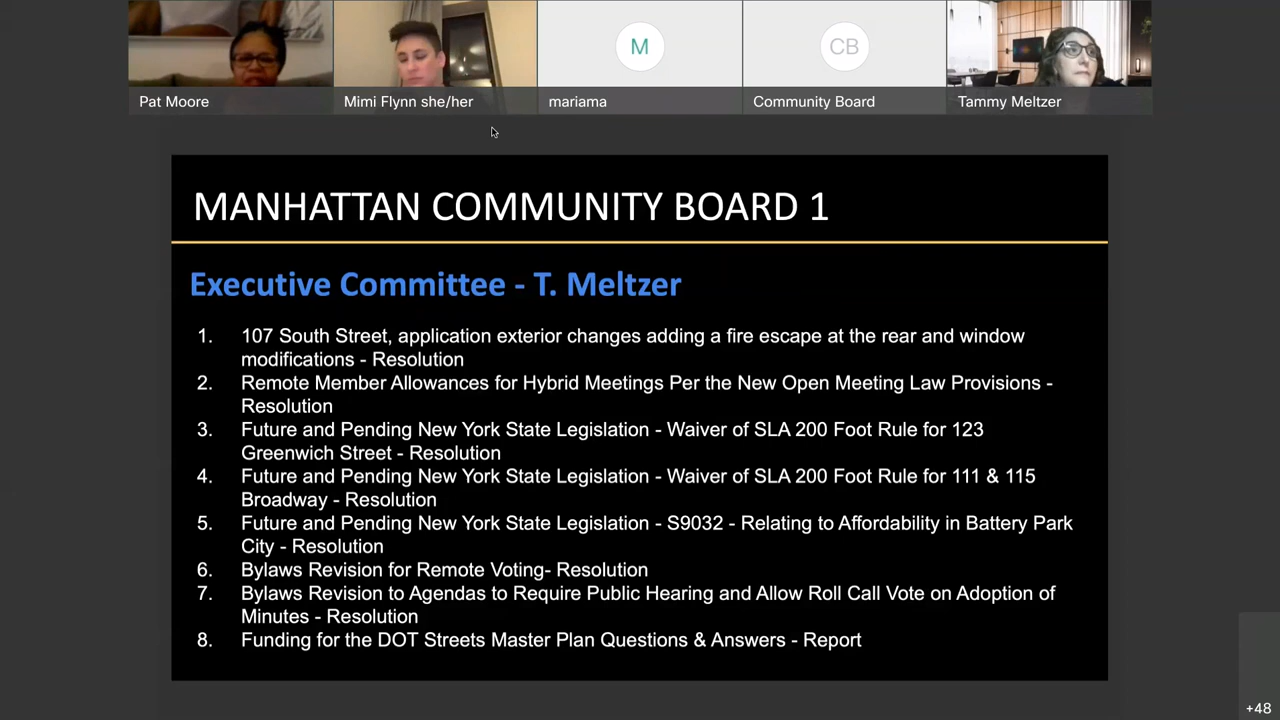 Pat Moore
Mimi Flynn she/her
M
mariama
CB
Community Board
Tammy Meltzer
MANHATTAN COMMUNITY BOARD 1
Executive Committee - T. Meltzer
1. 107 South Street, application exterior changes adding a fire escape at the rear and window
modifications - Resolution
2. Remote Member Allowances for Hybrid Meetings Per the New Open Meeting Law Provisions -
Resolution
3. Future and Pending New York State Legislation - Waiver of SLA 200 Foot Rule for 123
Greenwich Street - Resolution
4. Future and Pending New York State Legislation - Waiver of SLA 200 Foot Rule for 111 & 115
Broadway - Resolution
5. Future and Pending New York State Legislation - S9032 - Relating to Affordability in Battery Park
City - Resolution
6. Bylaws Revision for Remote Voting- Resolution
7. Bylaws Revision to Agendas to Require Public Hearing and Allow Roll Call Vote on Adoption of
Minutes - Resolution
8. Funding for the DOT Streets Master Plan Questions & Answers - Report
+48